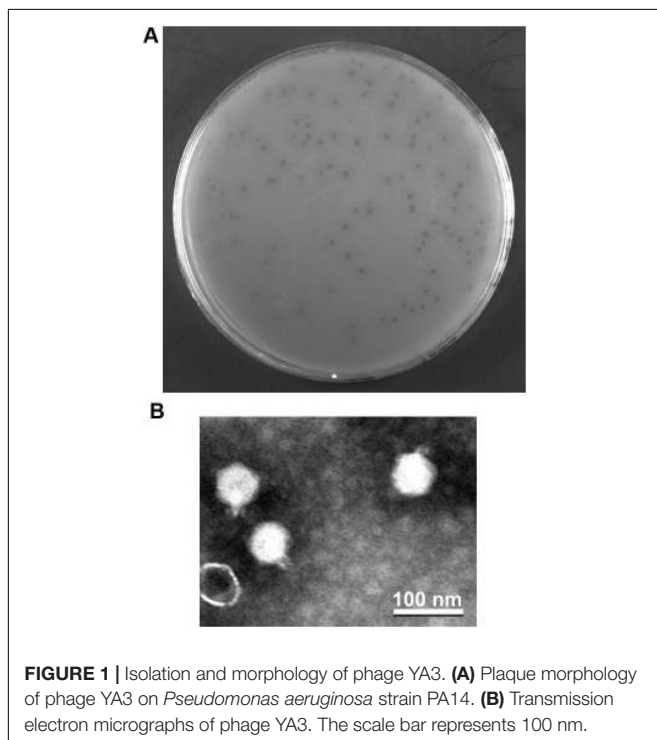 A
B
100 nm
FIGURE 1 | Isolation and morphology of phage YA3. (A) Plaque morphology
of phage YA3 on Pseudomonas aeruginosa strain PA14. (B) Transmission
electron micrographs of phage YA3. The scale bar represents 100 nm.